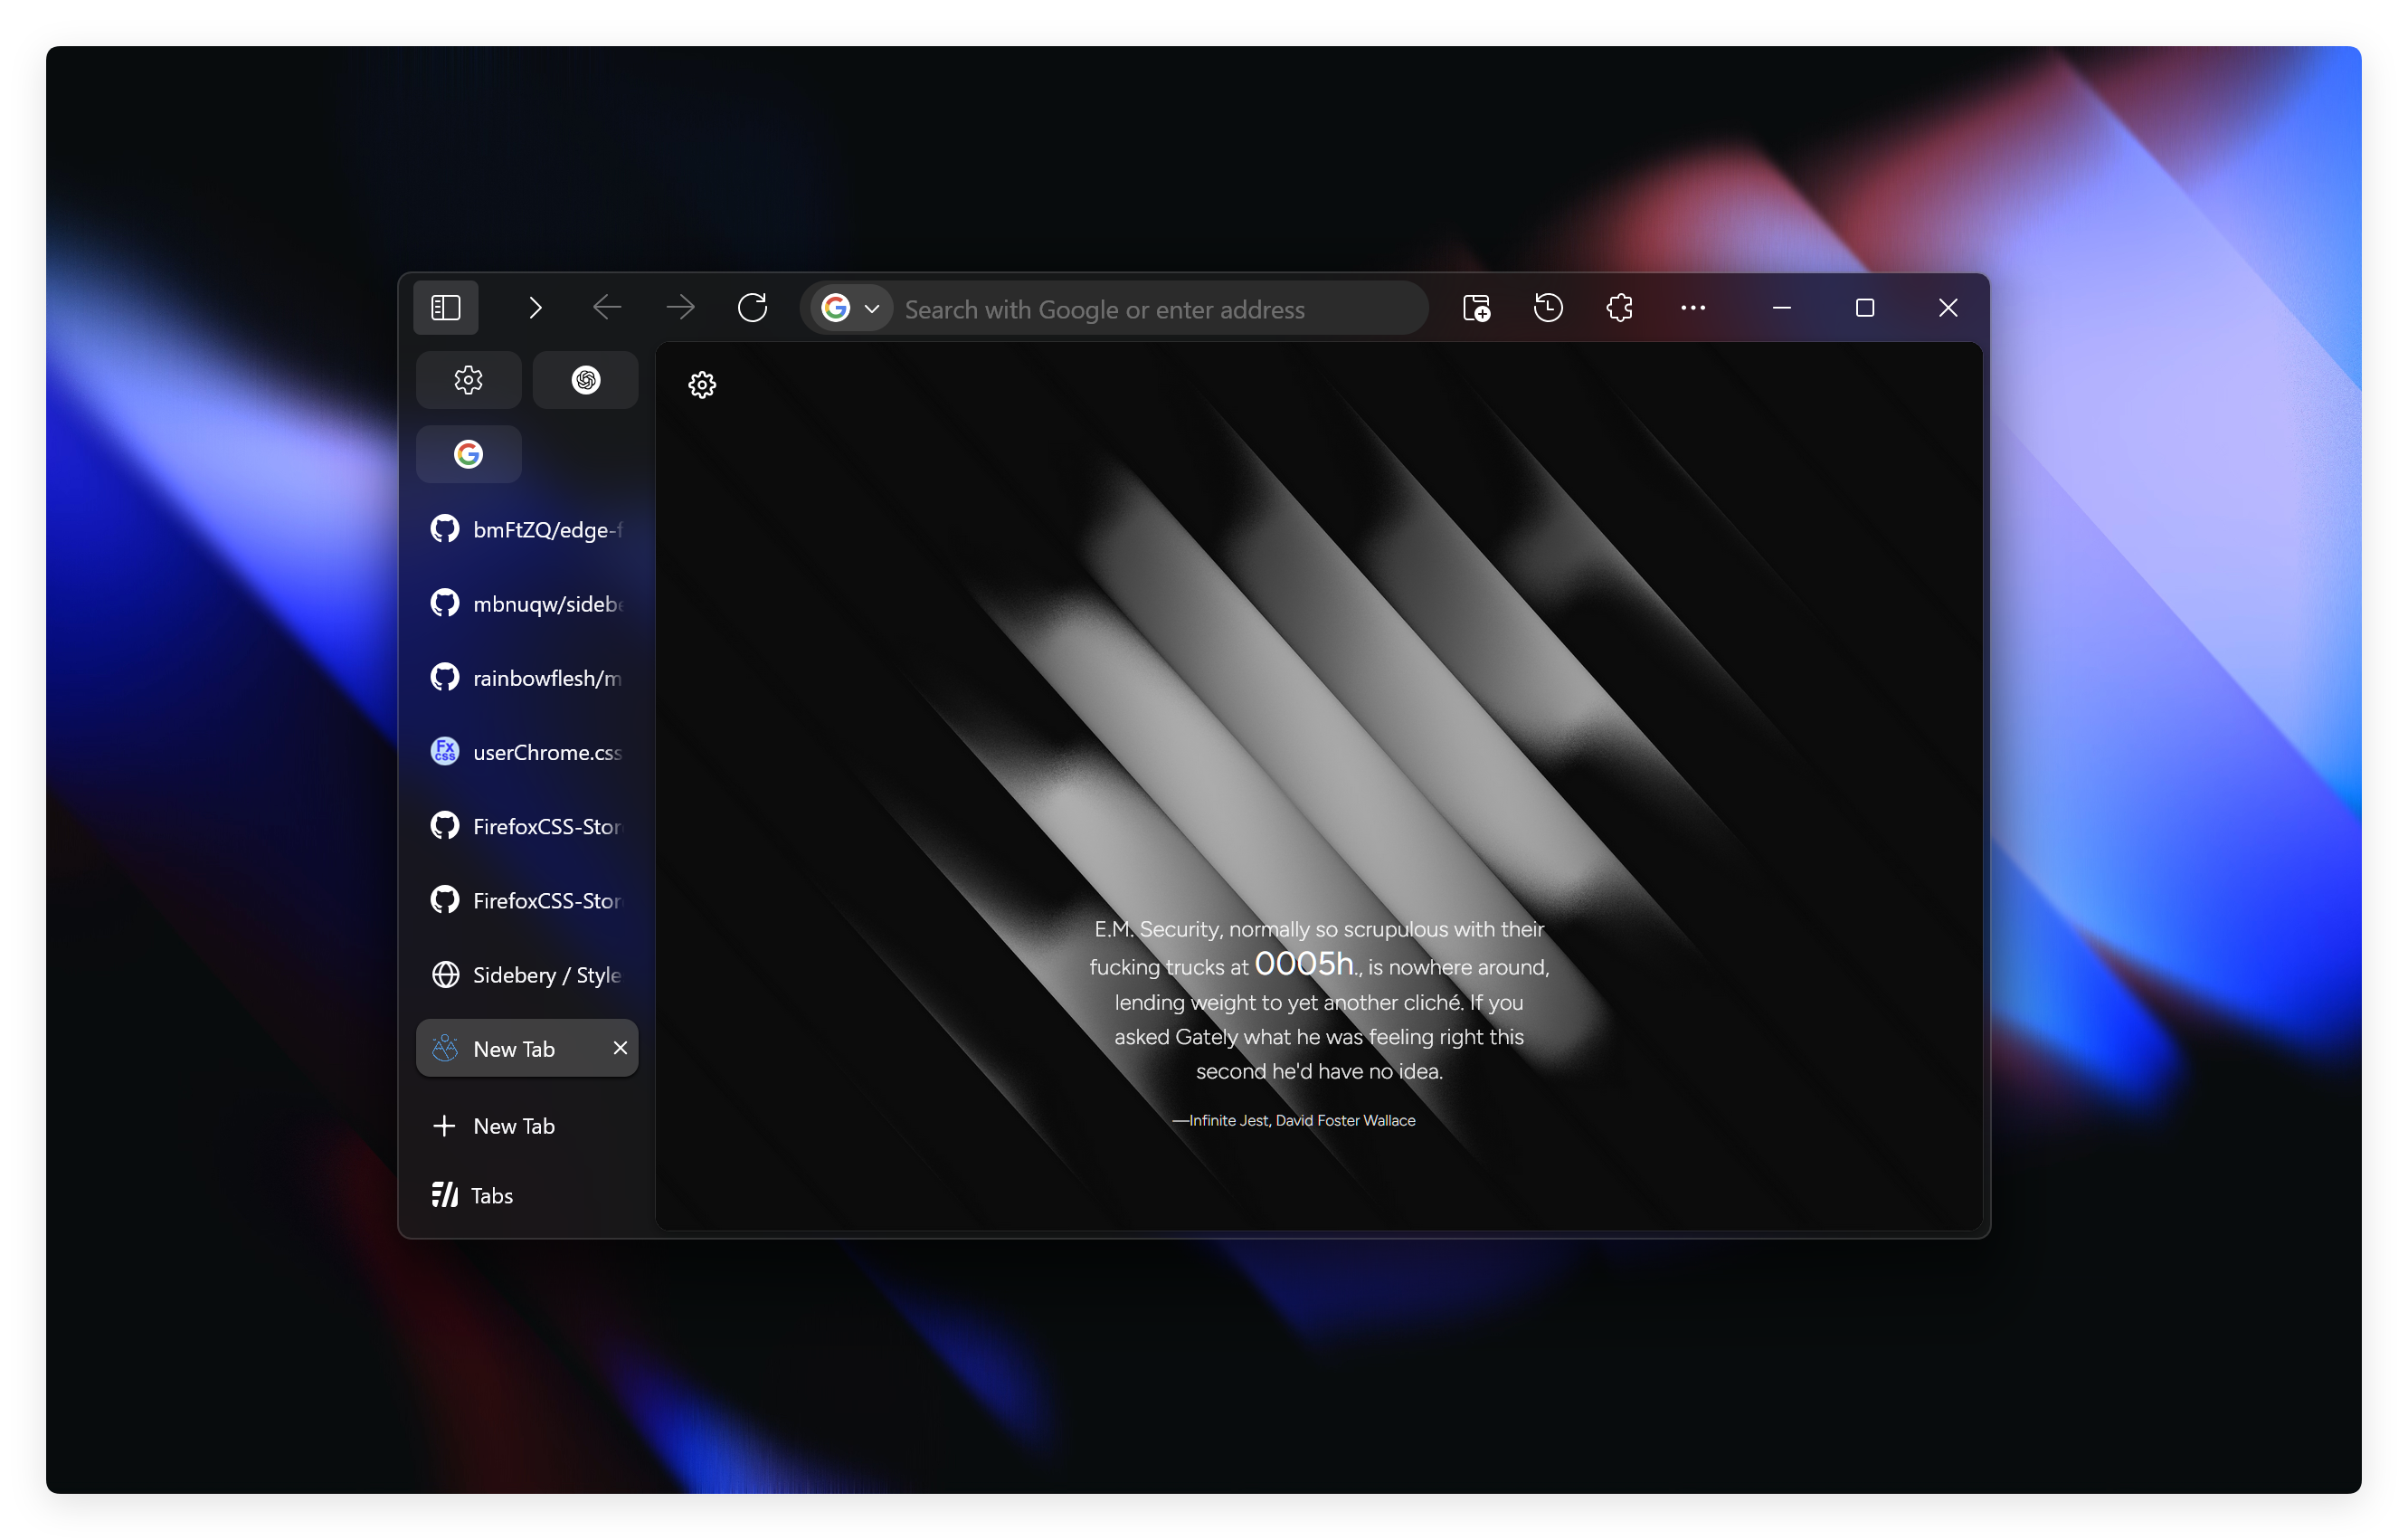 Search with Google or enter address
bmFtZQ/edge-f
mbnuqw/sidebe
rainbowflesh/m
Fx
css
userChrome.css
FirefoxCSS-Stor
FirefoxCSS-Stor
Sidebery / Style
New Tab
New Tab
Tabs
E.M. Security, normally so scrupulous with their
fucking trucks at 0005h., is nowhere around,
lending weight to yet another cliché. If you
asked Gately what he was feeling right this
second he'd have no idea.
—Infinite Jest, David Foster Wallace